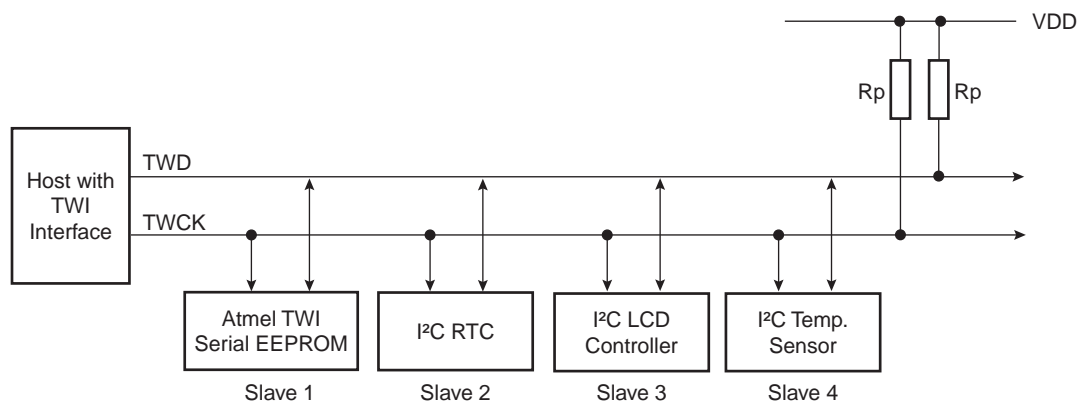 VDD
Rp
Rp
Host with
TWI
Interface
TWD
TWCK
Atmel TWI
Serial EEPROM
Slave 1
I²C RTC
Slave 2
I²C LCD
Controller
Slave 3
I²C Temp.
Sensor
Slave 4